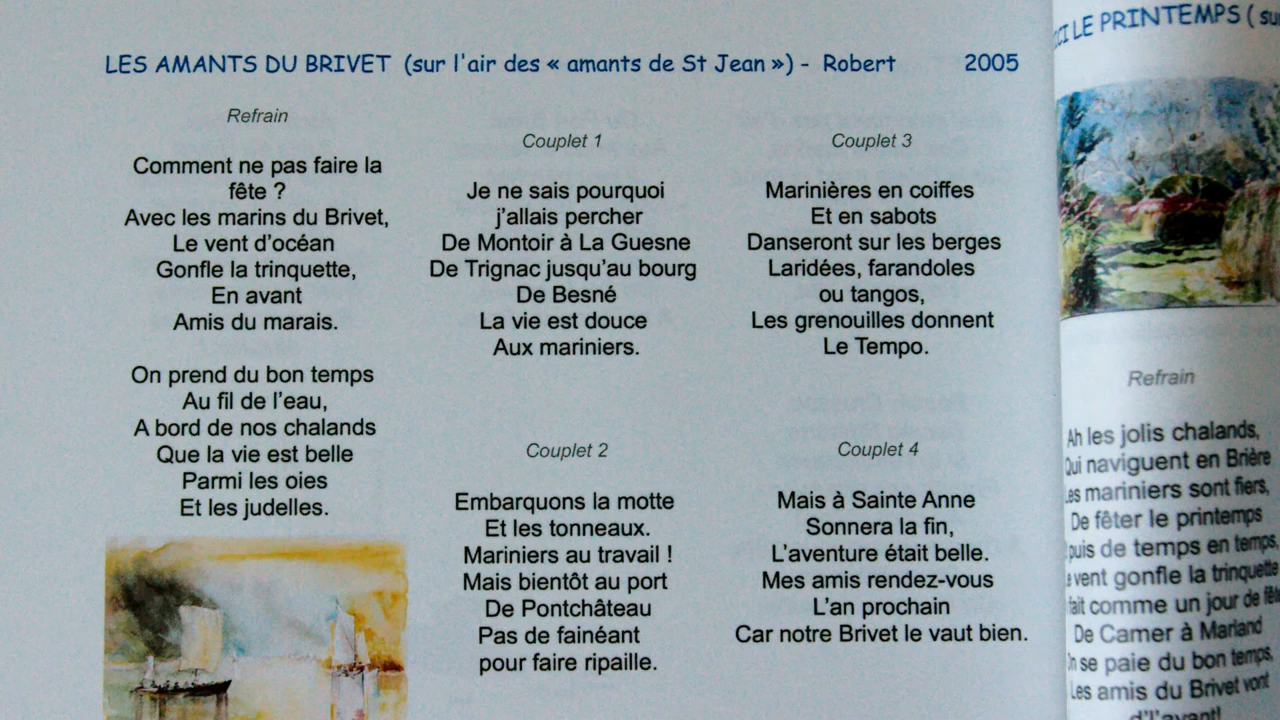 LES AMANTS DU BRIVET (sur l'air des « amants de St Jean ») - Robert 2005
Refrain
Comment ne pas faire la
fête ?
Avec les marins du Brivet,
Le vent d'océan
Gonfle la trinquette,
En avant
Amis du marais.
On prend du bon temps
Au fil de l'eau,
A bord de nos chalands
Que la vie est belle
Parmi les oies
Et les judelles.
Couplet 1
Je ne sais pourquoi
j'allais percher
De Montoir à La Guesne
De Trignac jusqu'au bourg
De Besné
La vie est douce
Aux mariniers.
Couplet 2
Embarquons la motte
Et les tonneaux.
Mariniers au travail !
Mais bientôt au port
De Pontchâteau
Pas de fainéant
pour faire ripaille.
Couplet 3
Marinières en coiffes
Et en sabots
Danseront sur les berges
Laridées, farandoles
ou tangos,
Les grenouilles donnent
Le Tempo.
Couplet 4
Mais à Sainte Anne
Sonnera la fin,
L'aventure était belle.
Mes amis rendez-vous
L'an prochain
Car notre Brivet le vaut bien.
LE PRINTEMPS (
Refrain
Ah les jolis chalands,
Qui naviguent en Brière
Les mariniers sont fiers,
De fêter le printemps
puis de temps en temps,
vent gonfle la trinquette
fait comme un jour de
De Camer à Marland
On se paie du bon temps,
Les amis du Brivet vont
d'l'avant!